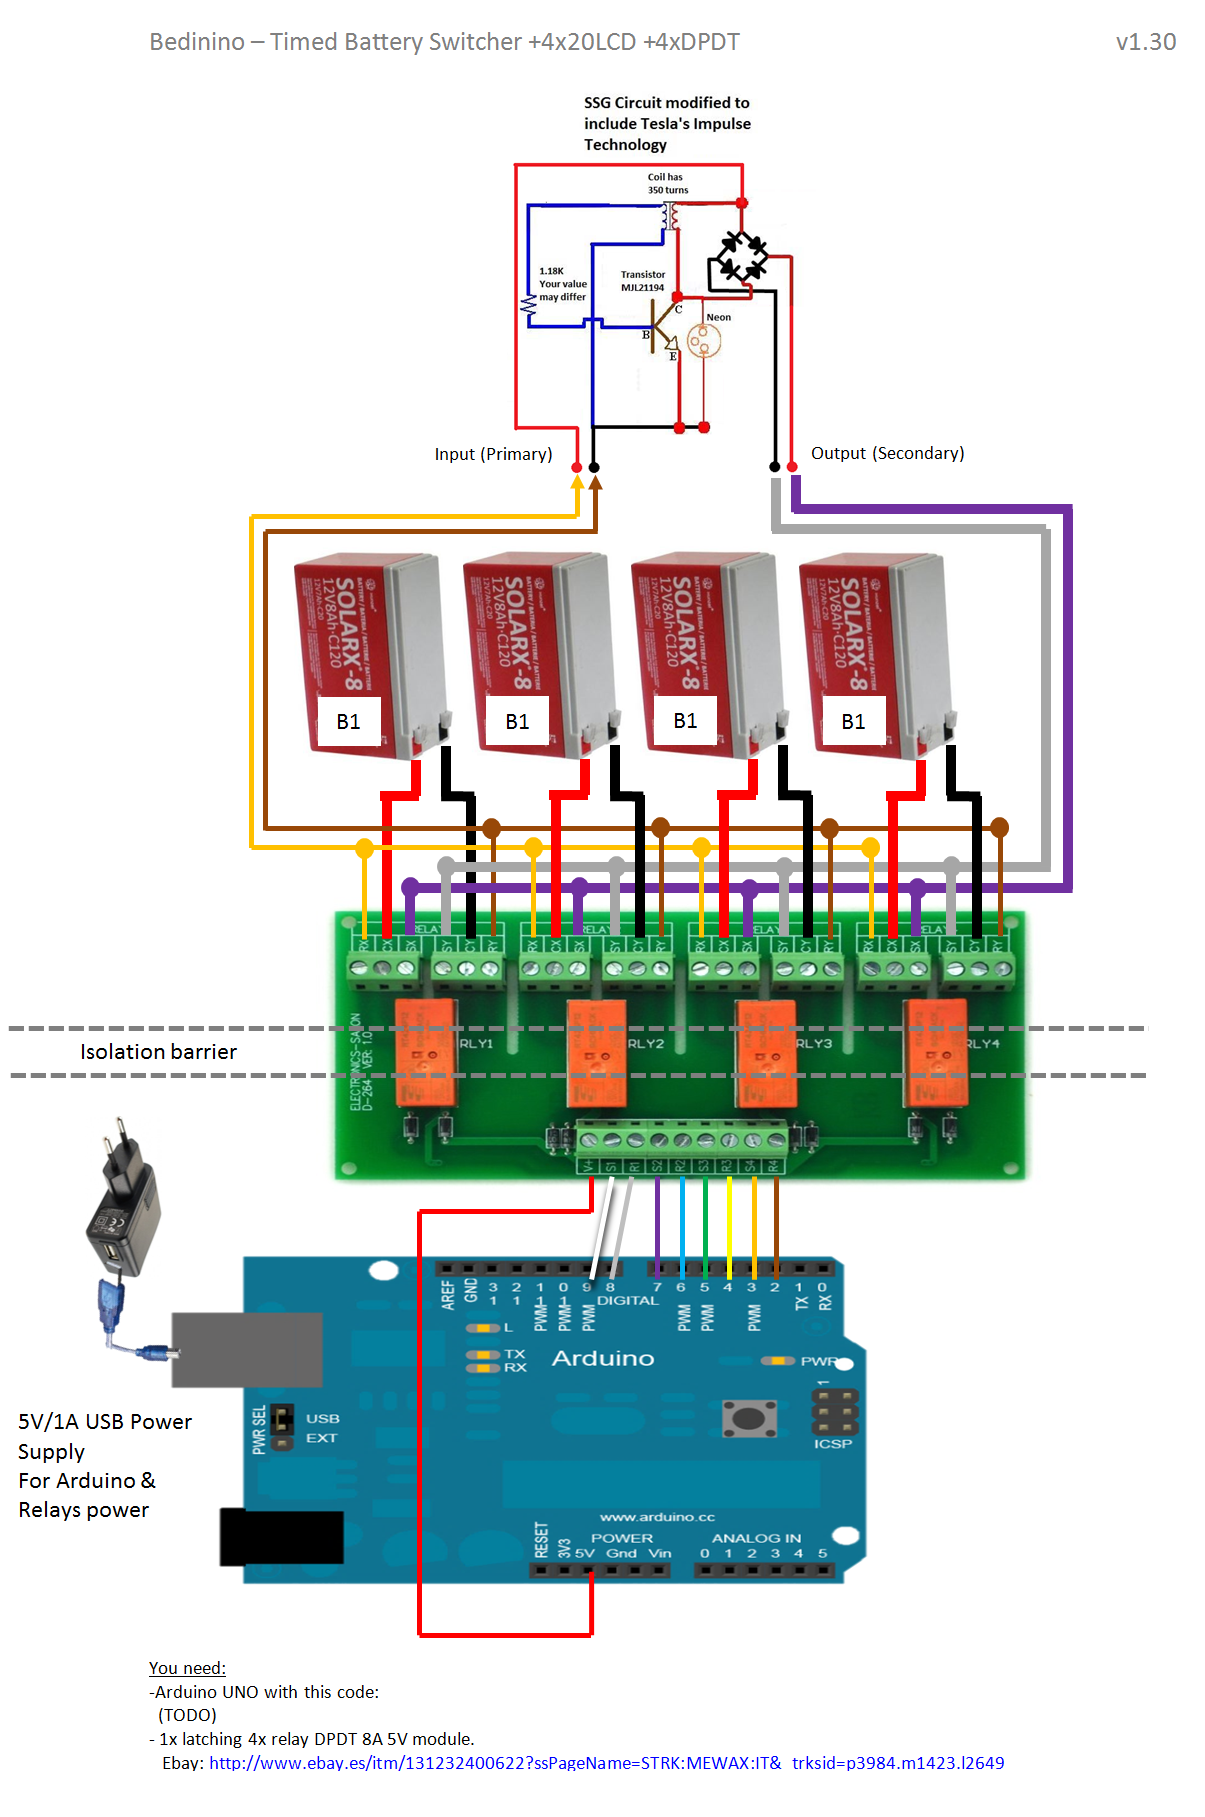 Bedinino – Timed Battery Switcher +4x20LCD +4xDPDT
v1.30
SSG Circuit modified to
include Tesla's Impulse
Technology
Coil has
350 turns
1.18K
Your value
may differ
Transistor
MJL21194
C
B
E
Neon
Input (Primary)
Output (Secondary)
SOLARX-8
12V8Ah-C120
B1
SOLARX-8
12V8Ah-C120
B1
SOLARX-8
12V8Ah-C120
B1
SOLARX-8
12V8Ah-C120
B1
RX CX SX SY CY RY
RX CX SX SY CY RY
RX CX SX SY CY RY
RX CX SX SY CY RY
RLY1
RLY2
RLY3
RLY4
Isolation barrier
D-264 VER: 1.0
V+ S1 R1 S2 R2 S3 R3 S4 R4
AREF
GND
13 12 11 10 9 8
7 6 5 4 3 2 1 0
PWM PWM PWM
DIGITAL
PWM PWM PWM
TX RX
L
TX
RX
Arduino
PWR
1
ICSP
5V/1A USB Power
Supply
For Arduino &
Relays power
PWR SEL
USB
EXT
www.arduino.cc
POWER
ANALOG IN
RESET
3V3
5V Gnd Vin
0 1 2 3 4 5
You need:
-Arduino UNO with this code:
(TODO)
- 1x latching 4x relay DPDT 8A 5V module.
Ebay: http://www.ebay.es/itm/131232400622?ssPageName=STRK:MEWAX:IT&_trksid=p3984.m1423.l2649